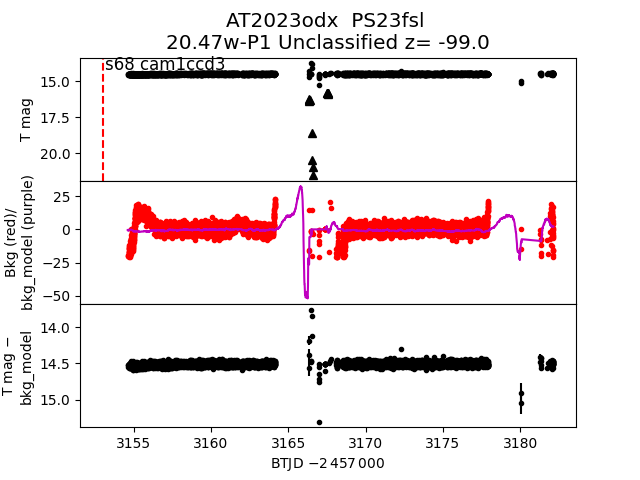 AT2023odx  PS23fsl
20.47w-P1 Unclassified z= -99.0
s68 cam1ccd3
T mag
15.0
17.5
20.0
Bkg (red)/
bkg_model (purple)
25
0
−25
−50
T mag −
bkg_model
14.0
14.5
15.0
3155 3160 3165 3170 3175 3180
BTJD −2 457 000